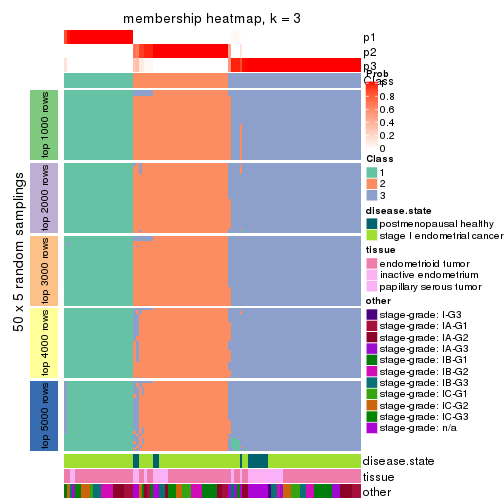 membership heatmap, k = 3
p1
p2
p3
Prob
Class
1
0.8
0.6
0.4
0.2
0
Class
1
2
3
disease.state
postmenopausal healthy
stage I endometrial cancer
tissue
endometrioid tumor
inactive endometrium
papillary serous tumor
other
stage-grade: I-G3
stage-grade: IA-G1
stage-grade: IA-G2
stage-grade: IA-G3
stage-grade: IB-G1
stage-grade: IB-G2
stage-grade: IB-G3
stage-grade: IC-G1
stage-grade: IC-G2
stage-grade: IC-G3
stage-grade: n/a
50 x 5 random samplings
top 1000 rows
top 2000 rows
top 3000 rows
top 4000 rows
top 5000 rows
disease.state
tissue
other